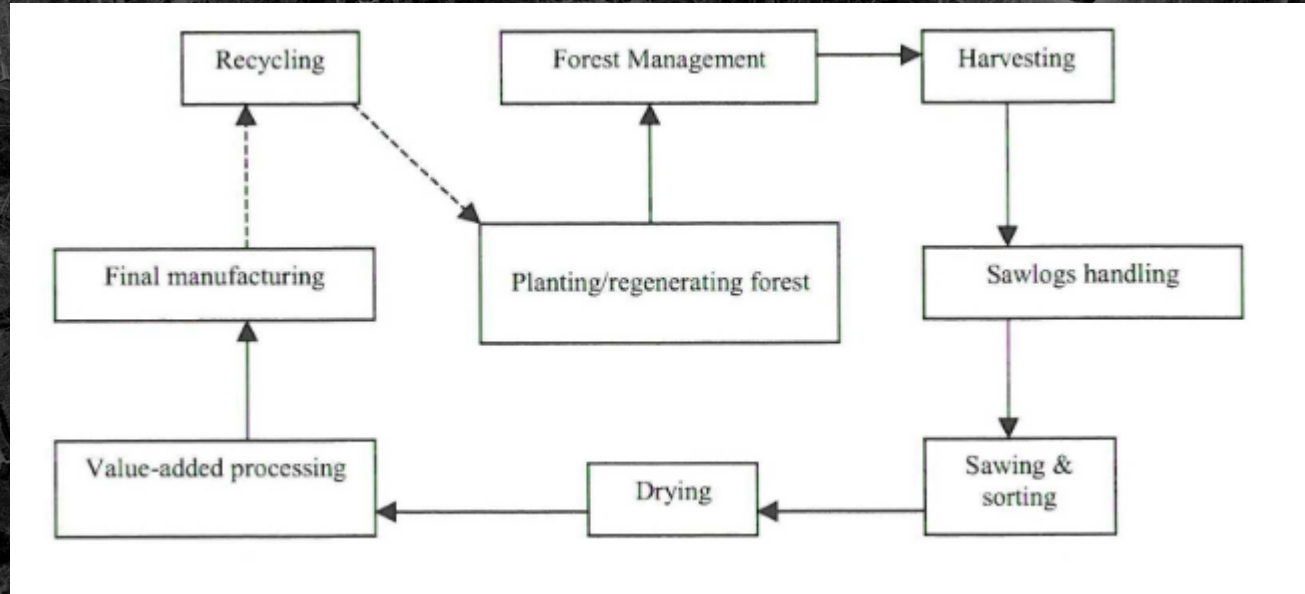 Recycling
Forest Management
Harvesting
Final manufacturing
Planting/regenerating forest
Sawlogs handling
Value-added processing
Drying
Sawing &
sorting